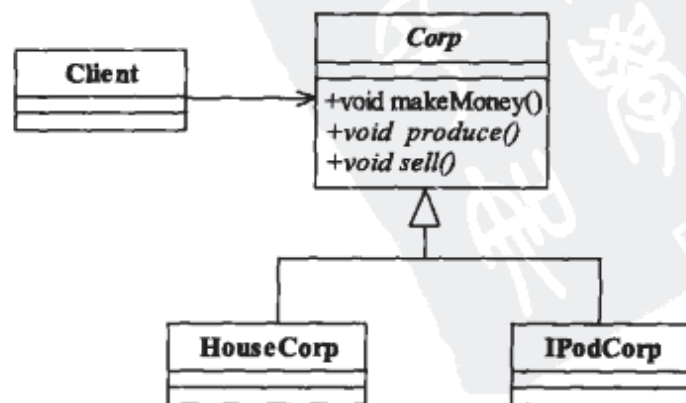 Corp
Client
+void makeMoney()
+void produce()
+void sell()
HouseCorp
IPodCorp